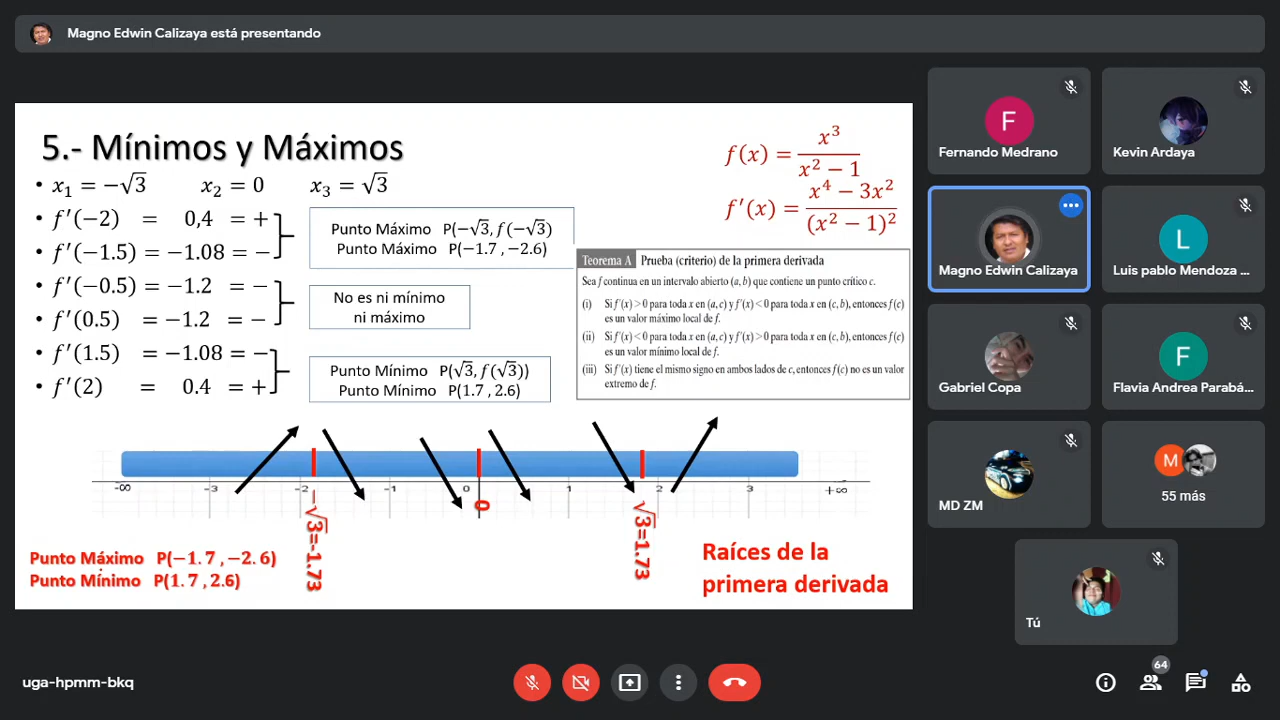 Magno Edwin Calizaya está presentando
5.- Mínimos y Máximos
• x₁ = −√3 x₂ = 0 x₃ = √3
• f′(−2) = 0,4 = +
• f′(−1.5) = −1.08 = −
• f′(−0.5) = −1.2 = −
• f′(0.5) = −1.2 = −
• f′(1.5) = −1.08 = −
• f′(2) = 0.4 = +
Punto Máximo P(−√3, f(−√3)
Punto Máximo P(−1.7 , −2.6)
No es ni mínimo
ni máximo
Punto Mínimo P(√3, f(√3))
Punto Mínimo P(1.7 , 2.6)
f(x) = x³ / (x² − 1)
f′(x) = (x⁴ − 3x²) / (x² − 1)²
Teorema A Prueba (criterio) de la primera derivada
Sea f continua en un intervalo abierto (a, b) que contiene un punto crítico c.
(i) Si f′(x) > 0 para toda x en (a, c) y f′(x) < 0 para toda x en (c, b), entonces f(c)
es un valor máximo local de f.
(ii) Si f′(x) < 0 para toda x en (a, c) y f′(x) > 0 para toda x en (c, b), entonces f(c)
es un valor mínimo local de f.
(iii) Si f′(x) tiene el mismo signo en ambos lados de c, entonces f(c) no es un valor
extremo de f.
-∞ -3 -2 -1 0 1 2 3 +∞
−√3=-1.73
0
√3=1.73
Punto Máximo P(−1.7 , −2.6)
Punto Mínimo P(1.7 , 2.6)
Raíces de la
primera derivada
F
Fernando Medrano
Kevin Ardaya
Magno Edwin Calizaya
L
Luis pablo Mendoza ...
Gabriel Copa
F
Flavia Andrea Parabá...
MD ZM
M
55 más
Tú
uga-hpmm-bkq
64